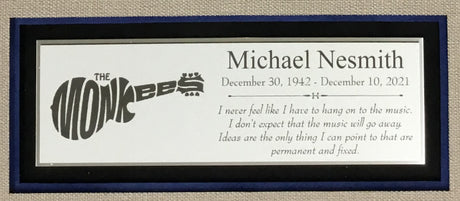 THE
MONKEES
Michael Nesmith
December 30, 1942 - December 10, 2021
I never feel like I have to hang on to the music.
I don't expect that the music will go away.
Ideas are the only thing I can point to that are
permanent and fixed.